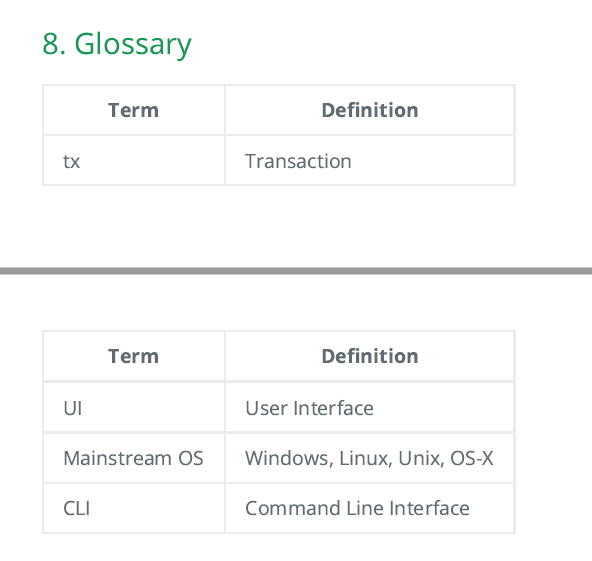 8. Glossary
Term Definition
tx Transaction
Term Definition
UI User Interface
Mainstream OS Windows, Linux, Unix, OS-X
CLI Command Line Interface